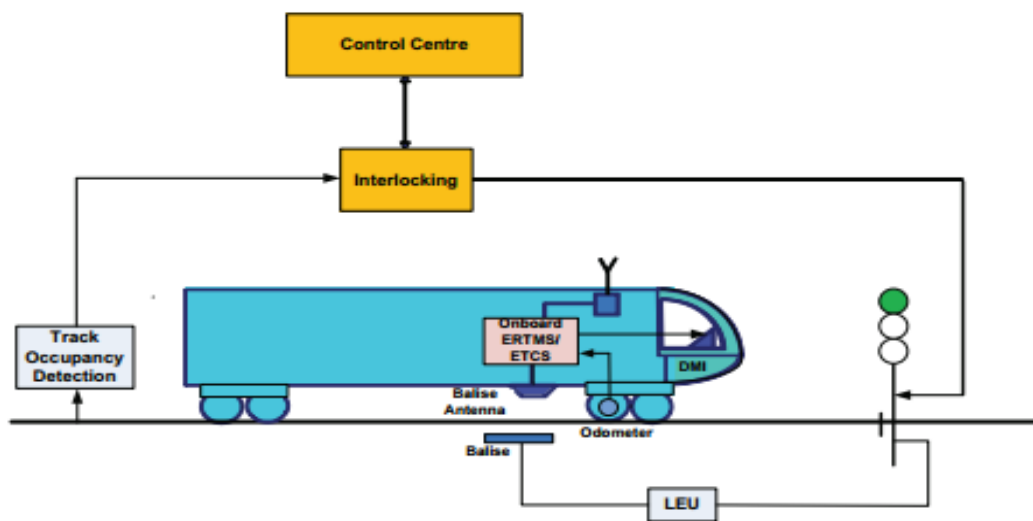 Control Centre
Interlocking
Track
Occupancy
Detection
Onboard
ERTMS/
ETCS
DMI
Balise
Antenna
Odometer
Balise
LEU